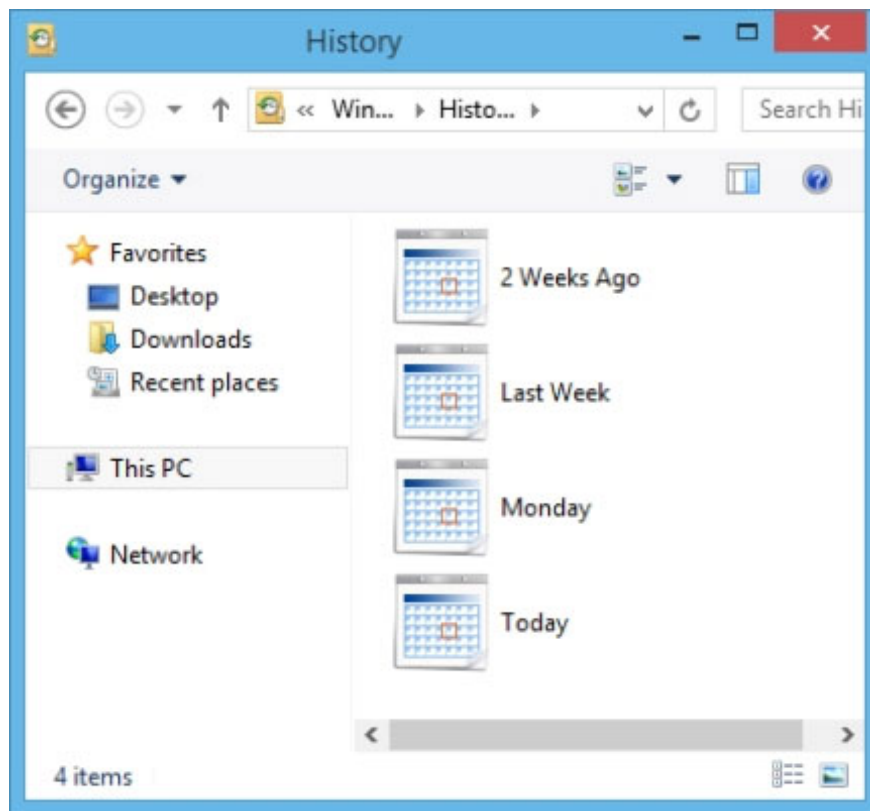 History
« Win... Histo...
Search Hi
Organize
Favorites
Desktop
Downloads
Recent places
This PC
Network
2 Weeks Ago
Last Week
Monday
Today
4 items